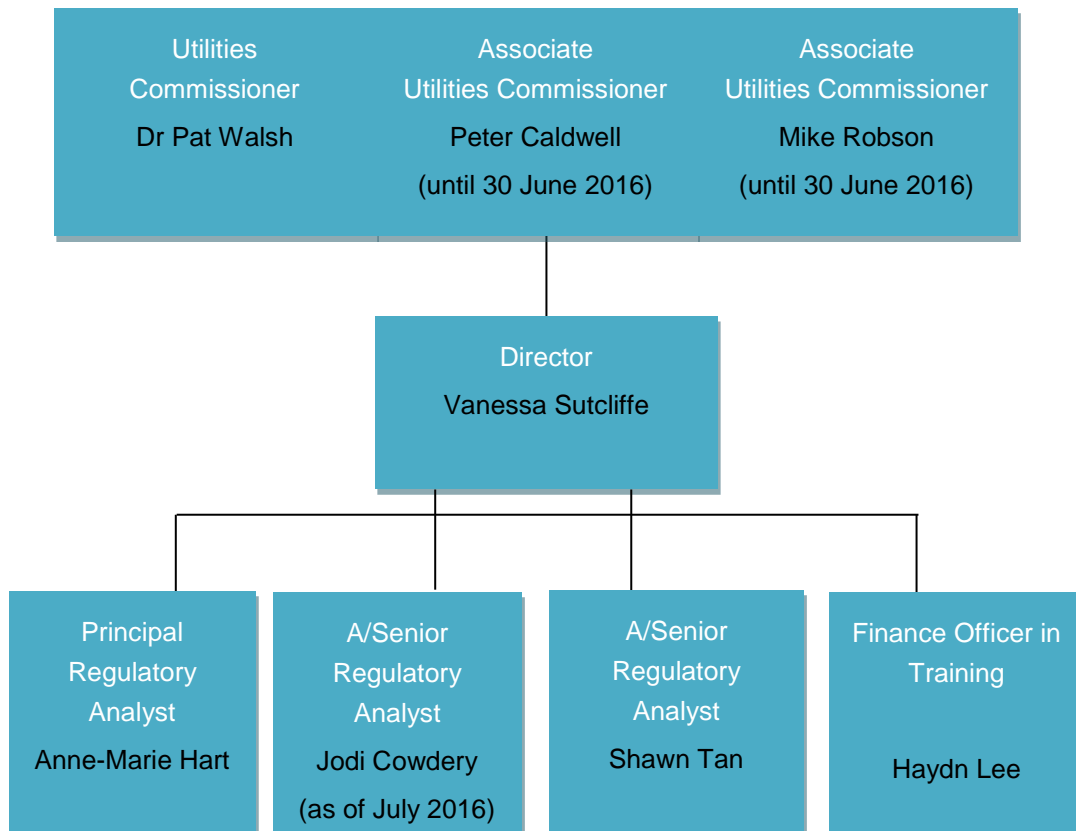 Utilities
Commissioner
Dr Pat Walsh
Associate
Utilities Commissioner
Peter Caldwell
(until 30 June 2016)
Associate
Utilities Commissioner
Mike Robson
(until 30 June 2016)
Director
Vanessa Sutcliffe
Principal
Regulatory
Analyst
Anne-Marie Hart
A/Senior
Regulatory
Analyst
Jodi Cowdery
(as of July 2016)
A/Senior
Regulatory
Analyst
Shawn Tan
Finance Officer in
Training
Haydn Lee